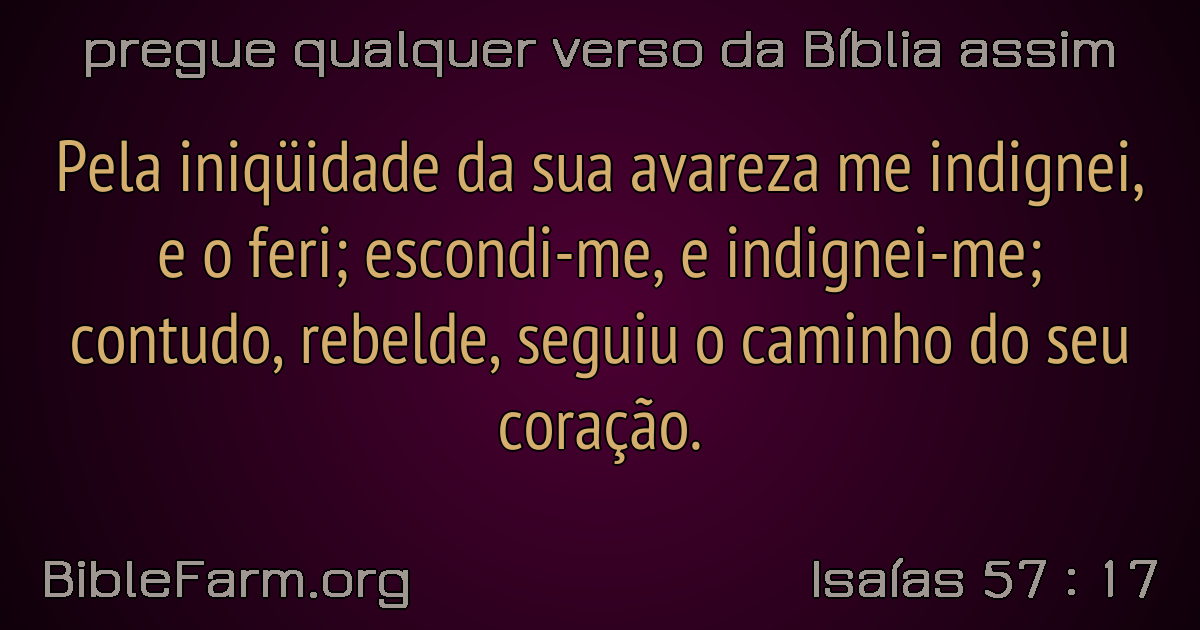 pregue qualquer verso da Bíblia assim
Pela iniqüidade da sua avareza me indignei,
e o feri; escondi-me, e indignei-me;
contudo, rebelde, seguiu o caminho do seu
coração.
BibleFarm.org
Isaías 57 : 17